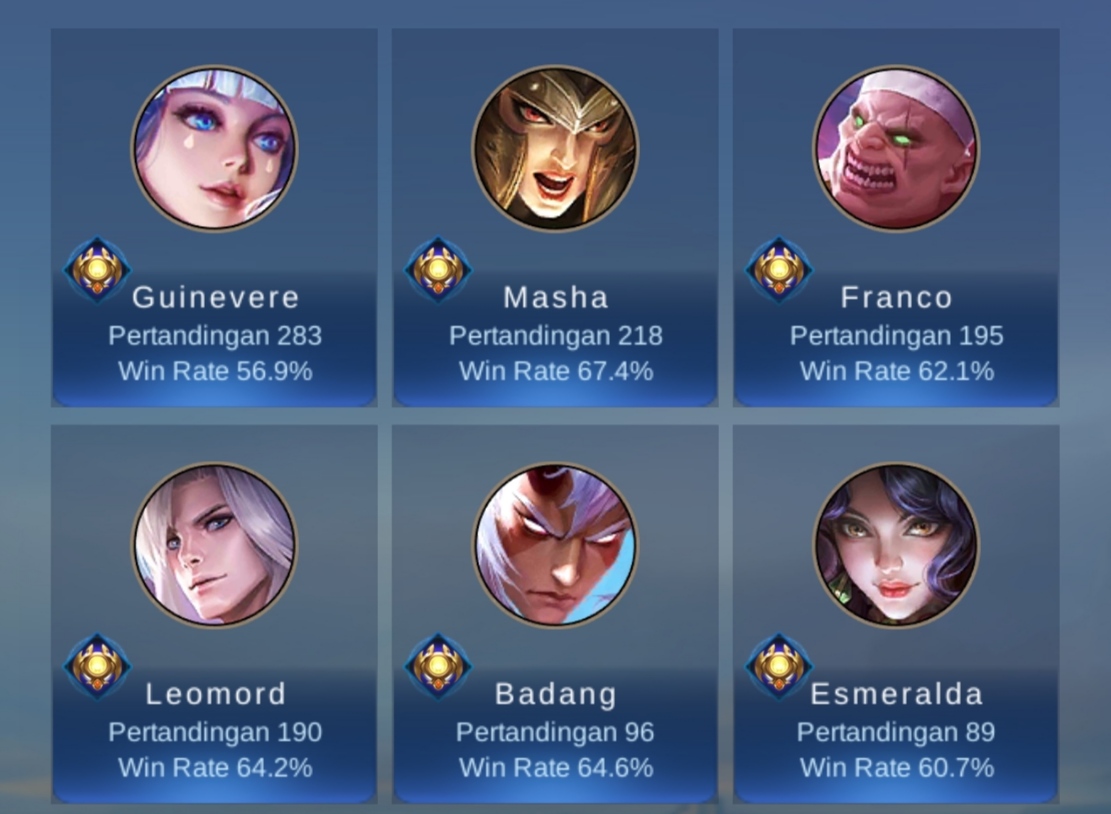 Guinevere
Pertandingan 283
Win Rate 56.9%
Masha
Pertandingan 218
Win Rate 67.4%
Franco
Pertandingan 195
Win Rate 62.1%
Leomord
Pertandingan 190
Win Rate 64.2%
Badang
Pertandingan 96
Win Rate 64.6%
Esmeralda
Pertandingan 89
Win Rate 60.7%